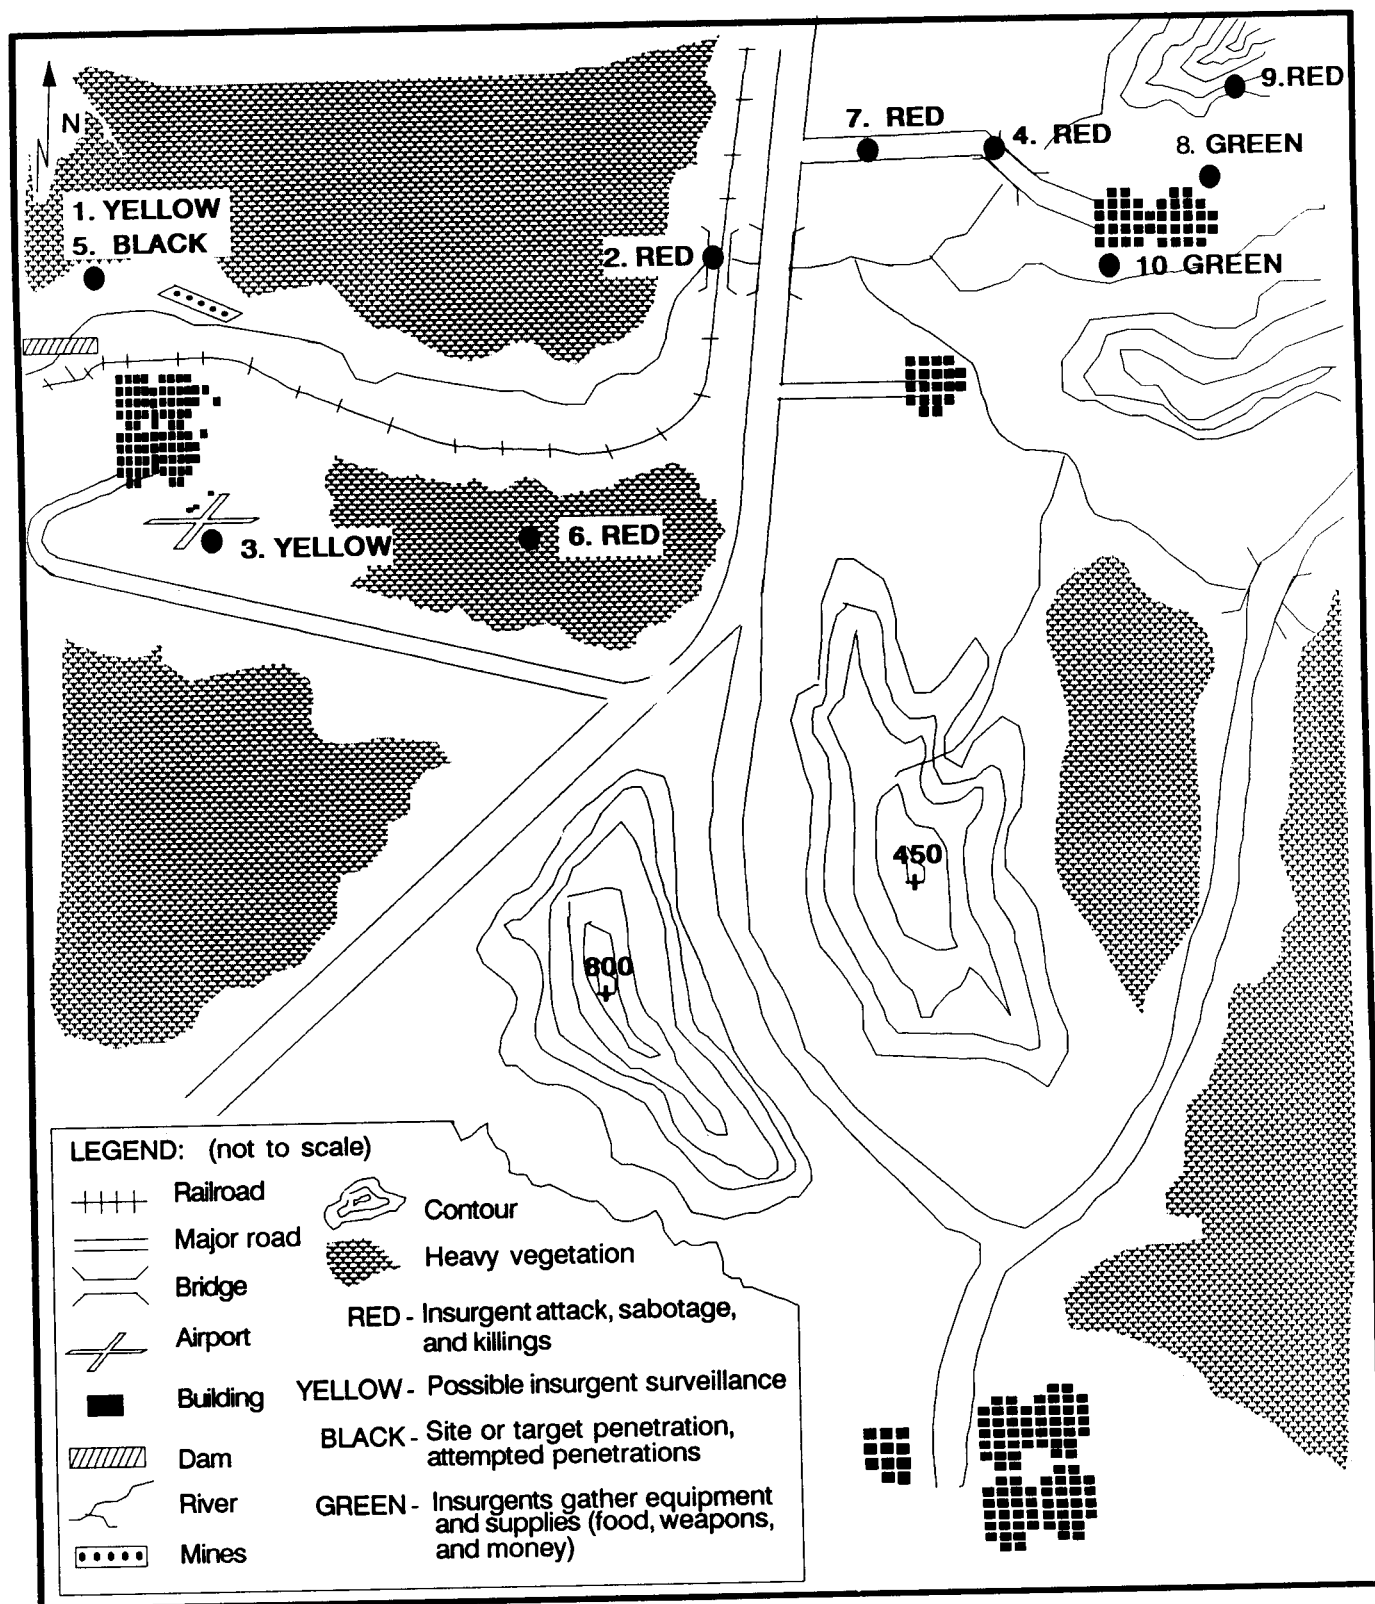 N
9.RED
7. RED
4. RED
8. GREEN
1. YELLOW
5. BLACK
2. RED
10 GREEN
3. YELLOW
6. RED
450
800
LEGEND: (not to scale)
Railroad
Major road
Bridge
Airport
Building
Dam
River
Mines
Contour
Heavy vegetation
RED - Insurgent attack, sabotage,
and killings
YELLOW - Possible insurgent surveillance
BLACK - Site or target penetration,
attempted penetrations
GREEN - Insurgents gather equipment
and supplies (food, weapons,
and money)